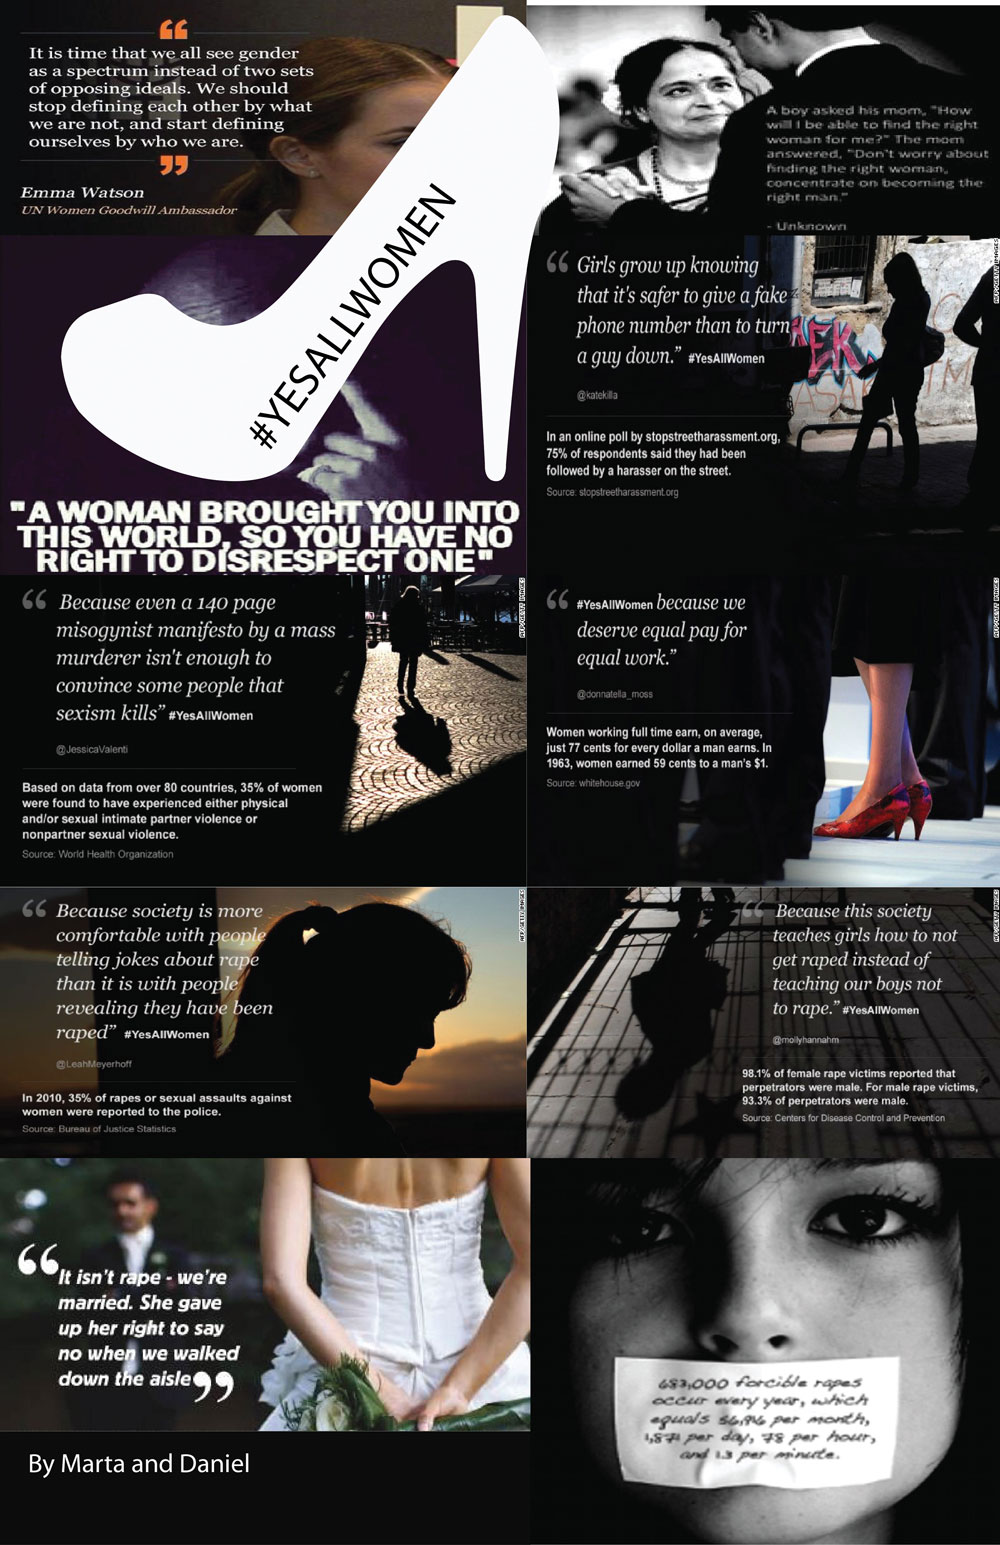 “
It is time that we all see gender
as a spectrum instead of two sets
of opposing ideals. We should
stop defining each other by what
we are not, and start defining
ourselves by who we are.
”
Emma Watson
UN Women Goodwill Ambassador
A boy asked his mom, "How
will I be able to find the right
woman for me?" The mom
answered, "Don't worry about
finding the right woman,
concentrate on becoming the
right man."
- Unknown
#YESALLWOMEN
"A WOMAN BROUGHT YOU INTO
THIS WORLD, SO YOU HAVE NO
RIGHT TO DISRESPECT ONE"
“ Girls grow up knowing
that it's safer to give a fake
phone number than to turn
a guy down.” #YesAllWomen
@katekilla
In an online poll by stopstreetharassment.org,
75% of respondents said they had been
followed by a harasser on the street.
Source: stopstreetharassment.org
AFP/GETTY IMAGES
“ Because even a 140 page
misogynist manifesto by a mass
murderer isn't enough to
convince some people that
sexism kills” #YesAllWomen
@JessicaValenti
Based on data from over 80 countries, 35% of women
were found to have experienced either physical
and/or sexual intimate partner violence or
nonpartner sexual violence.
Source: World Health Organization
AFP/GETTY IMAGES
“ #YesAllWomen because we
deserve equal pay for
equal work.”
@donnatella_moss
Women working full time earn, on average,
just 77 cents for every dollar a man earns. In
1963, women earned 59 cents to a man's $1.
Source: whitehouse.gov
AFP/GETTY IMAGES
“ Because society is more
comfortable with people
telling jokes about rape
than it is with people
revealing they have been
raped” #YesAllWomen
@LeahMeyerhoff
In 2010, 35% of rapes or sexual assaults against
women were reported to the police.
Source: Bureau of Justice Statistics
AFP/GETTY IMAGES
“ Because this society
teaches girls how to not
get raped instead of
teaching our boys not
to rape.” #YesAllWomen
@mollyhannahm
98.1% of female rape victims reported that
perpetrators were male. For male rape victims,
93.3% of perpetrators were male.
Source: Centers for Disease Control and Prevention
AFP/GETTY IMAGES
“It isn't rape - we're
married. She gave
up her right to say
no when we walked
down the aisle”
683,000 forcible rapes
occur every year, which
equals 56,916 per month,
1,871 per day, 78 per hour,
and 1.3 per minute.
By Marta and Daniel